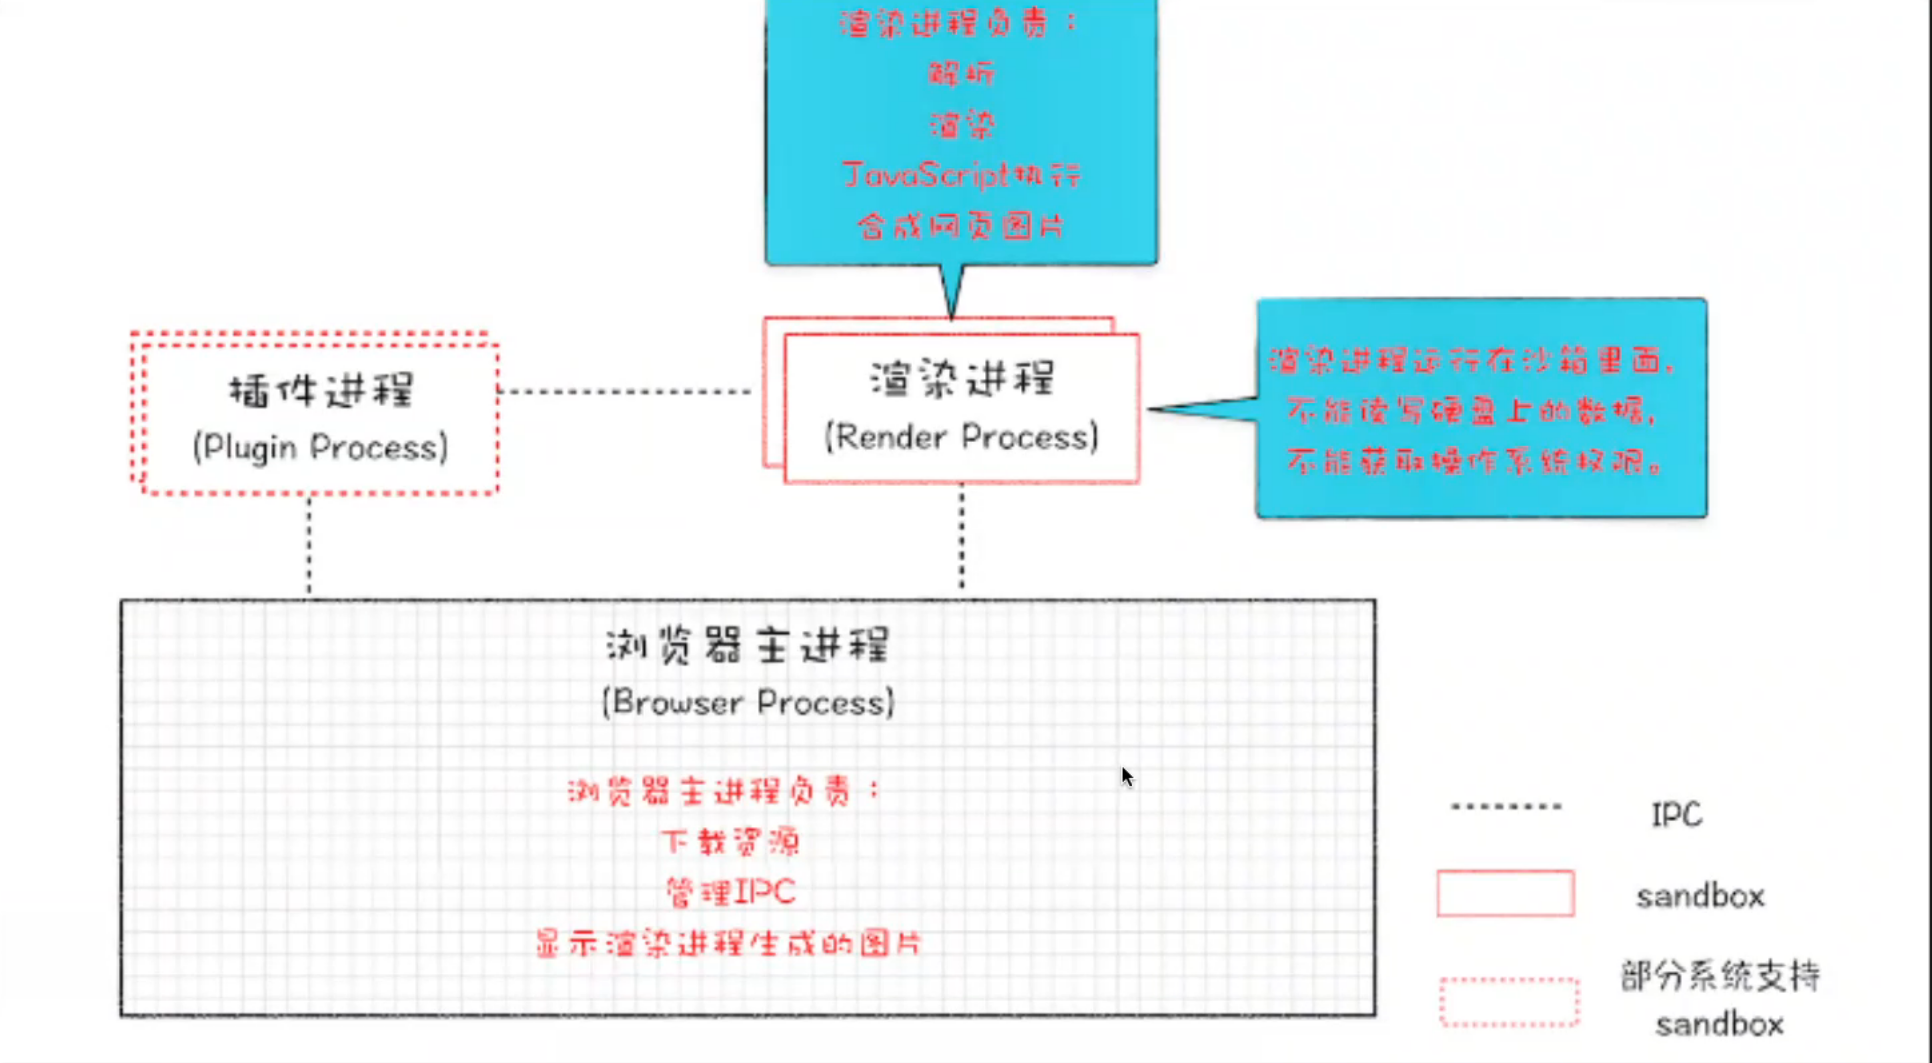 渲染进程负责：
解析
渲染
JavaScript执行
合成网页图片
插件进程
(Plugin Process)
渲染进程
(Render Process)
渲染进程运行在沙箱里面，
不能读写硬盘上的数据，
不能获取操作系统权限。
浏览器主进程
(Browser Process)
浏览器主进程负责：
下载资源
管理IPC
显示渲染进程生成的图片
IPC
sandbox
部分系统支持
sandbox